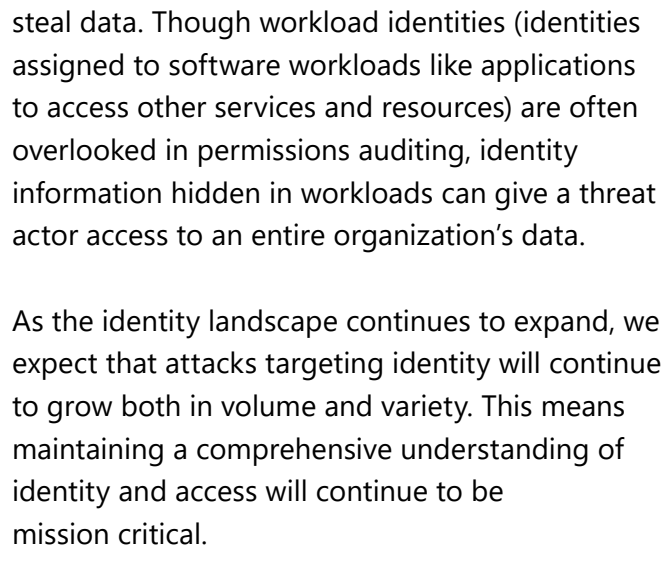 steal data. Though workload identities (identities
assigned to software workloads like applications
to access other services and resources) are often
overlooked in permissions auditing, identity
information hidden in workloads can give a threat
actor access to an entire organization’s data.
As the identity landscape continues to expand, we
expect that attacks targeting identity will continue
to grow both in volume and variety. This means
maintaining a comprehensive understanding of
identity and access will continue to be
mission critical.